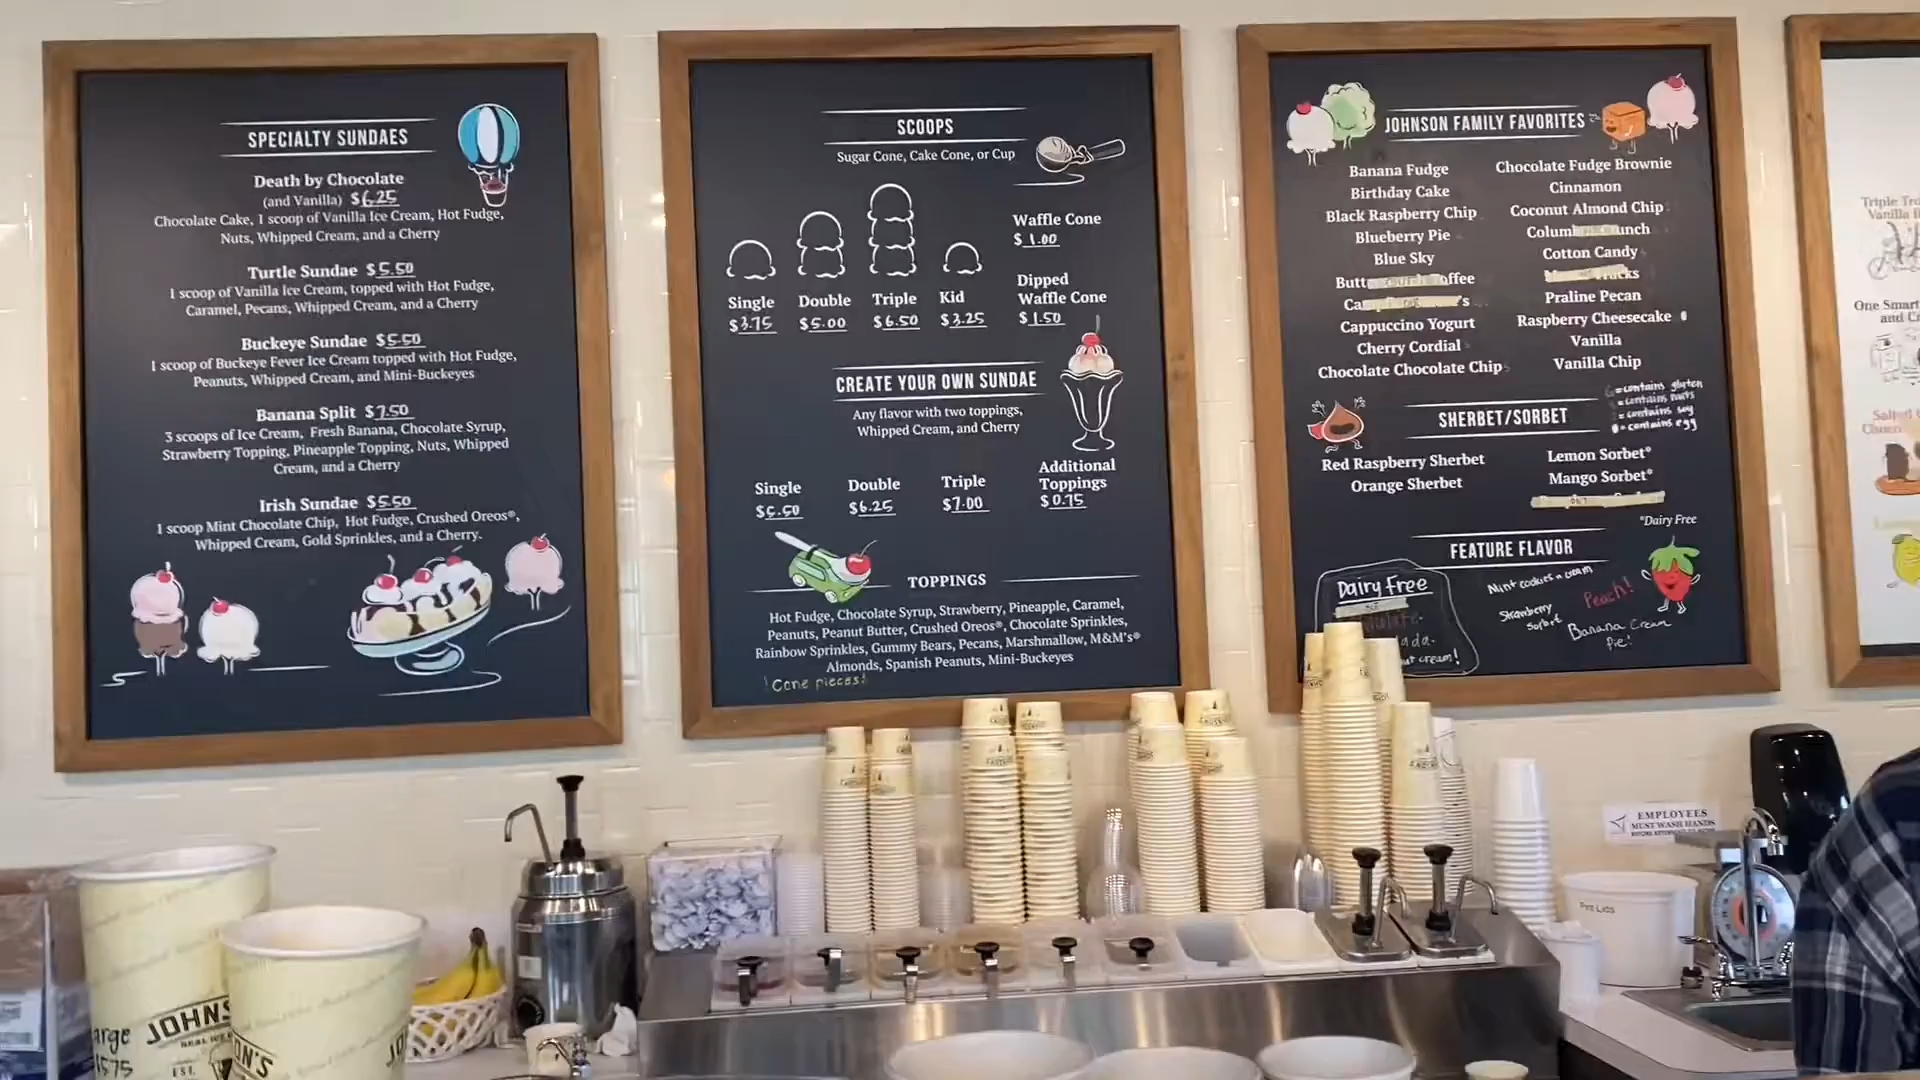 SPECIALTY SUNDAES
Death by Chocolate
(and Vanilla) $6.25
Chocolate Cake, 1 scoop of Vanilla Ice Cream, Hot Fudge,
Nuts, Whipped Cream, and a Cherry
Turtle Sundae $5.50
1 scoop of Vanilla Ice Cream, topped with Hot Fudge,
Caramel, Pecans, Whipped Cream, and a Cherry
Buckeye Sundae $5.50
1 scoop of Buckeye Fever Ice Cream topped with Hot Fudge,
Peanuts, Whipped Cream, and Mini-Buckeyes
Banana Split $7.50
3 scoops of Ice Cream, Fresh Banana, Chocolate Syrup,
Strawberry Topping, Pineapple Topping, Nuts, Whipped
Cream, and a Cherry
Irish Sundae $5.50
1 scoop Mint Chocolate Chip, Hot Fudge, Crushed Oreos®,
Whipped Cream, Gold Sprinkles, and a Cherry.
SCOOPS
Sugar Cone, Cake Cone, or Cup
Waffle Cone
$1.00
Dipped
Waffle Cone
$1.50
Single Double Triple Kid
$3.75 $5.00 $6.50 $3.25
CREATE YOUR OWN SUNDAE
Any flavor with two toppings,
Whipped Cream, and Cherry
Single Double Triple Additional
Toppings
$5.50 $6.25 $7.00 $0.75
TOPPINGS
Hot Fudge, Chocolate Syrup, Strawberry, Pineapple, Caramel,
Peanuts, Peanut Butter, Crushed Oreos®, Chocolate Sprinkles,
Rainbow Sprinkles, Gummy Bears, Pecans, Marshmallow, M&M's®
Almonds, Spanish Peanuts, Mini-Buckeyes
!Cone pieces!
JOHNSON FAMILY FAVORITES
Banana Fudge
Birthday Cake
Black Raspberry Chip
Blueberry Pie
Blue Sky
Cappuccino Yogurt
Cherry Cordial
Chocolate Chocolate Chip
Chocolate Fudge Brownie
Cinnamon
Coconut Almond Chip
Cotton Candy
Praline Pecan
Raspberry Cheesecake
Vanilla
Vanilla Chip
=contains gluten
=contains nuts
=contains soy
=contains egg
SHERBET/SORBET
Red Raspberry Sherbet
Orange Sherbet
Lemon Sorbet*
Mango Sorbet*
*Dairy Free
FEATURE FLAVOR
Dairy Free
cream!
Mint cookies n cream
Strawberry
Sorbet
Peach!
Banana Cream
Pie!
Triple
Vanilla
One Smart
and
EMPLOYEES
MUST WASH HANDS
Pint Lids
JOHNS
EST.